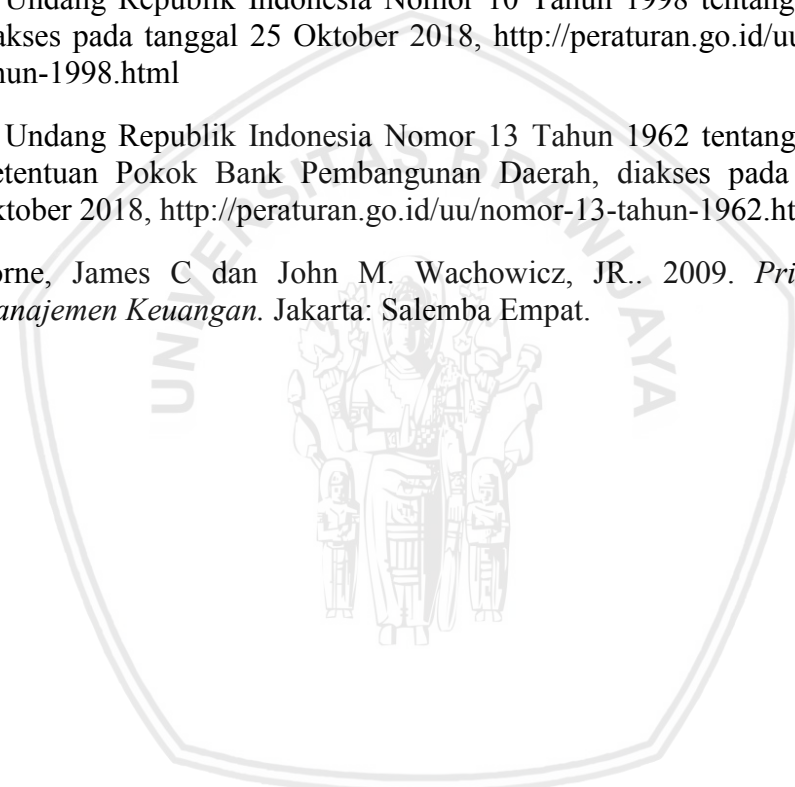 Undang Republik Indonesia Nomor 10 Tahun 1998 tentang
akses pada tanggal 25 Oktober 2018, http://peraturan.go.id/uu
hun-1998.html
Undang Republik Indonesia Nomor 13 Tahun 1962 tentang
etentuan Pokok Bank Pembangunan Daerah, diakses pada
ktober 2018, http://peraturan.go.id/uu/nomor-13-tahun-1962.ht
orne, James C dan John M. Wachowicz, JR.. 2009. Pri
anajemen Keuangan. Jakarta: Salemba Empat.
UNIVERSITAS BRAWIJAYA